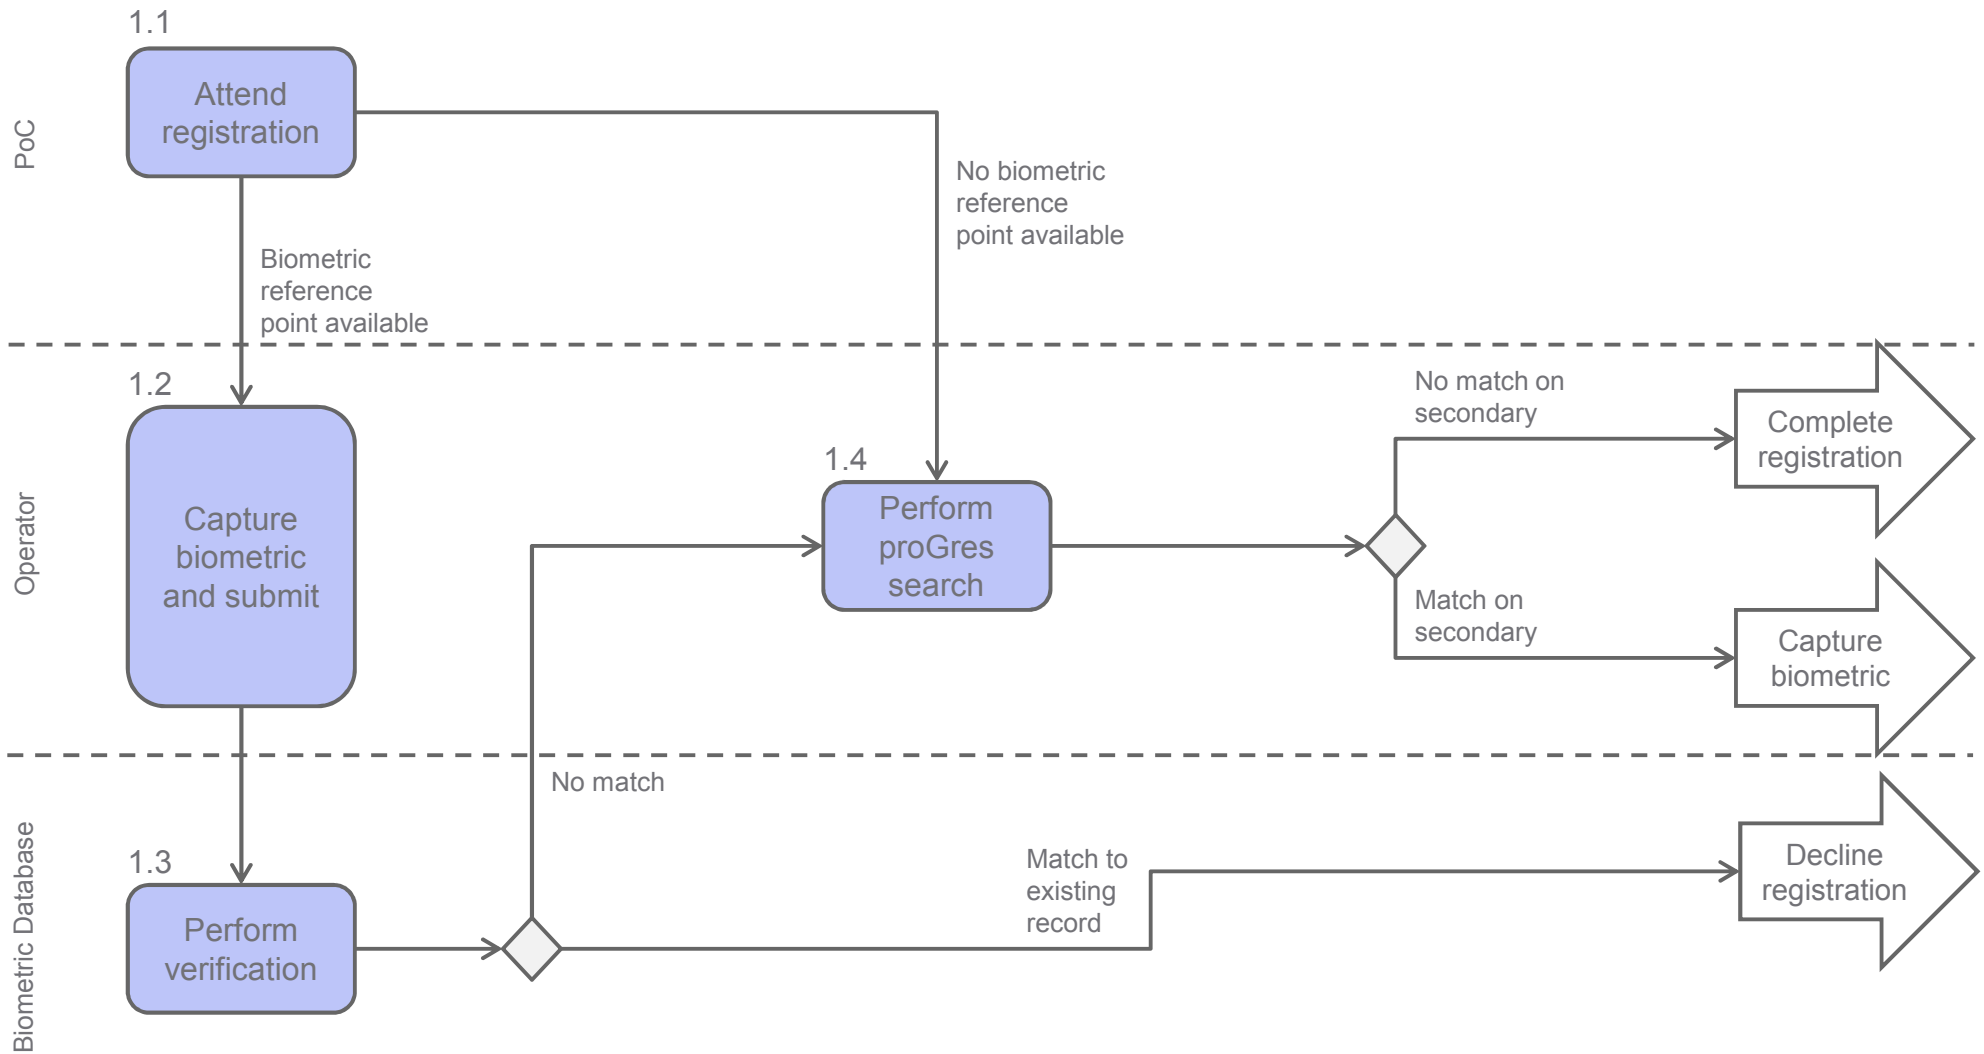 1.1
PoC
Attend
registration
No biometric
reference
point available
Biometric
reference
point available
Operator
1.2
Capture
biometric
and submit
1.4
Perform
proGres
search
No match on
secondary
Complete
registration
Match on
secondary
Capture
biometric
Biometric Database
No match
1.3
Perform
verification
Match to
existing
record
Decline
registration